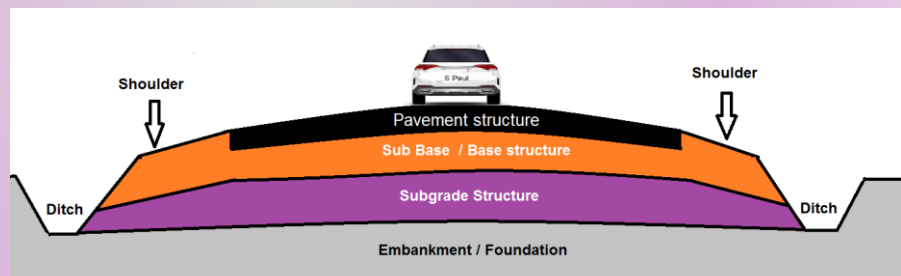 Shoulder
Shoulder
S Paul
Pavement structure
Sub Base / Base structure
Subgrade Structure
Ditch
Ditch
Embankment / Foundation